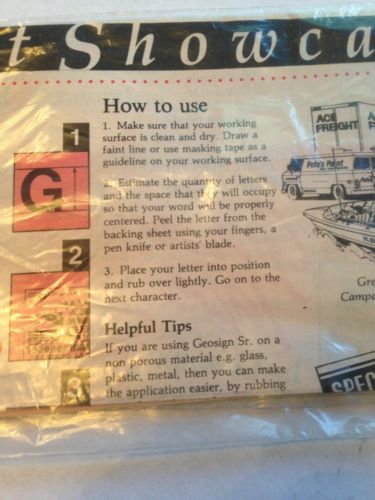 t Showca
How to use
1. Make sure that your working
surface is clean and dry. Draw a
faint line or use masking tape as a
guideline on your working surface.
2. Estimate the quantity of letters
and the space that they will occupy
so that your word will be properly
centered. Peel the letter from the
backing sheet using your fingers, a
pen knife or artists' blade.
3. Place your letter into position
and rub over lightly. Go on to the
next character.
Helpful Tips
If you are using Geosign Sr. on a
non porous material e.g. glass,
plastic, metal, then you can make
the application easier, by rubbing
1
G
2
3
ACE
FREIGHT
A
FR
Pete's Paint
Gre
Campe
SPEC